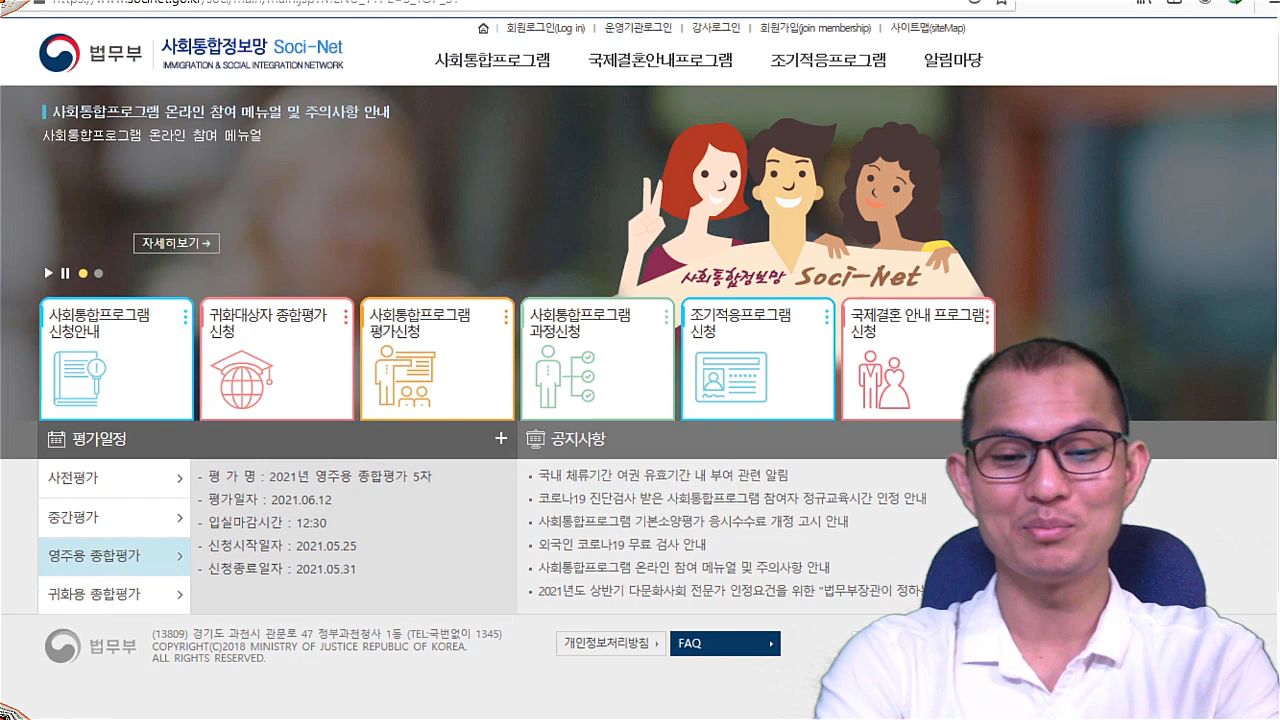 회원로그인(Log in) | 운영기관로그인 | 강사로그인 | 회원가입(join membership) | 사이트맵(siteMap)
법무부
사회통합정보망 Soci-Net
IMMIGRATION & SOCIAL INTEGRATION NETWORK
사회통합프로그램 국제결혼안내프로그램 조기적응프로그램 알림마당
사회통합프로그램 온라인 참여 메뉴얼 및 주의사항 안내
사회통합프로그램 온라인 참여 메뉴얼
자세히보기→
사회통합정보망 Soci-Net
사회통합프로그램
신청안내
귀화대상자 종합평가
신청
사회통합프로그램
평가신청
사회통합프로그램
과정신청
조기적응프로그램
신청
국제결혼 안내 프로그램
신청
평가일정 +
사전평가
중간평가
영주용 종합평가
귀화용 종합평가
- 평 가 명 : 2021년 영주용 종합평가 5차
- 평가일자 : 2021.06.12
- 입실마감시간 : 12:30
- 신청시작일자 : 2021.05.25
- 신청종료일자 : 2021.05.31
공지사항
국내 체류기간 여권 유효기간 내 부여 관련 알림
코로나19 진단검사 받은 사회통합프로그램 참여자 정규교육시간 인정 안내
사회통합프로그램 기본소양평가 응시수수료 개정 고시 안내
외국인 코로나19 무료 검사 안내
사회통합프로그램 온라인 참여 메뉴얼 및 주의사항 안내
2021년도 상반기 다문화사회 전문가 인정요건을 위한 "법무부장관이 정하는
법무부
(13809) 경기도 과천시 관문로 47 정부과천청사 1동 (TEL:국번없이 1345)
COPYRIGHT(C)2018 MINISTRY OF JUSTICE REPUBLIC OF KOREA.
ALL RIGHTS RESERVED.
개인정보처리방침
FAQ